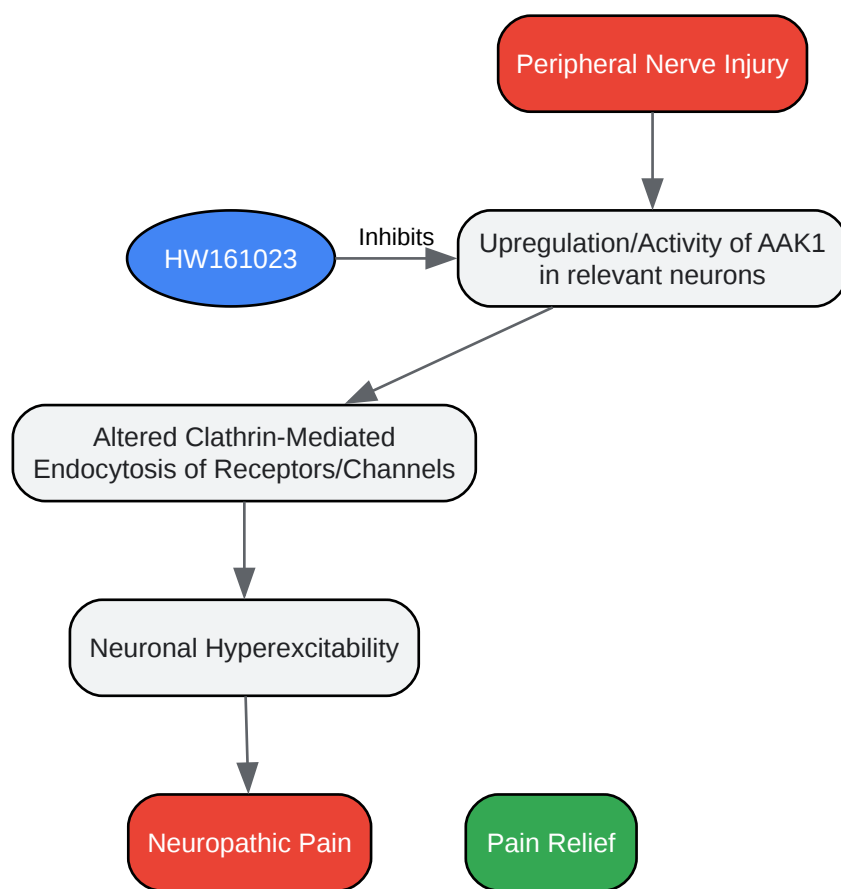 Peripheral Nerve Injury
HW161023
Inhibits
Upregulation/Activity of AAK1
in relevant neurons
Altered Clathrin-Mediated
Endocytosis of Receptors/Channels
Neuronal Hyperexcitability
Neuropathic Pain
Pain Relief